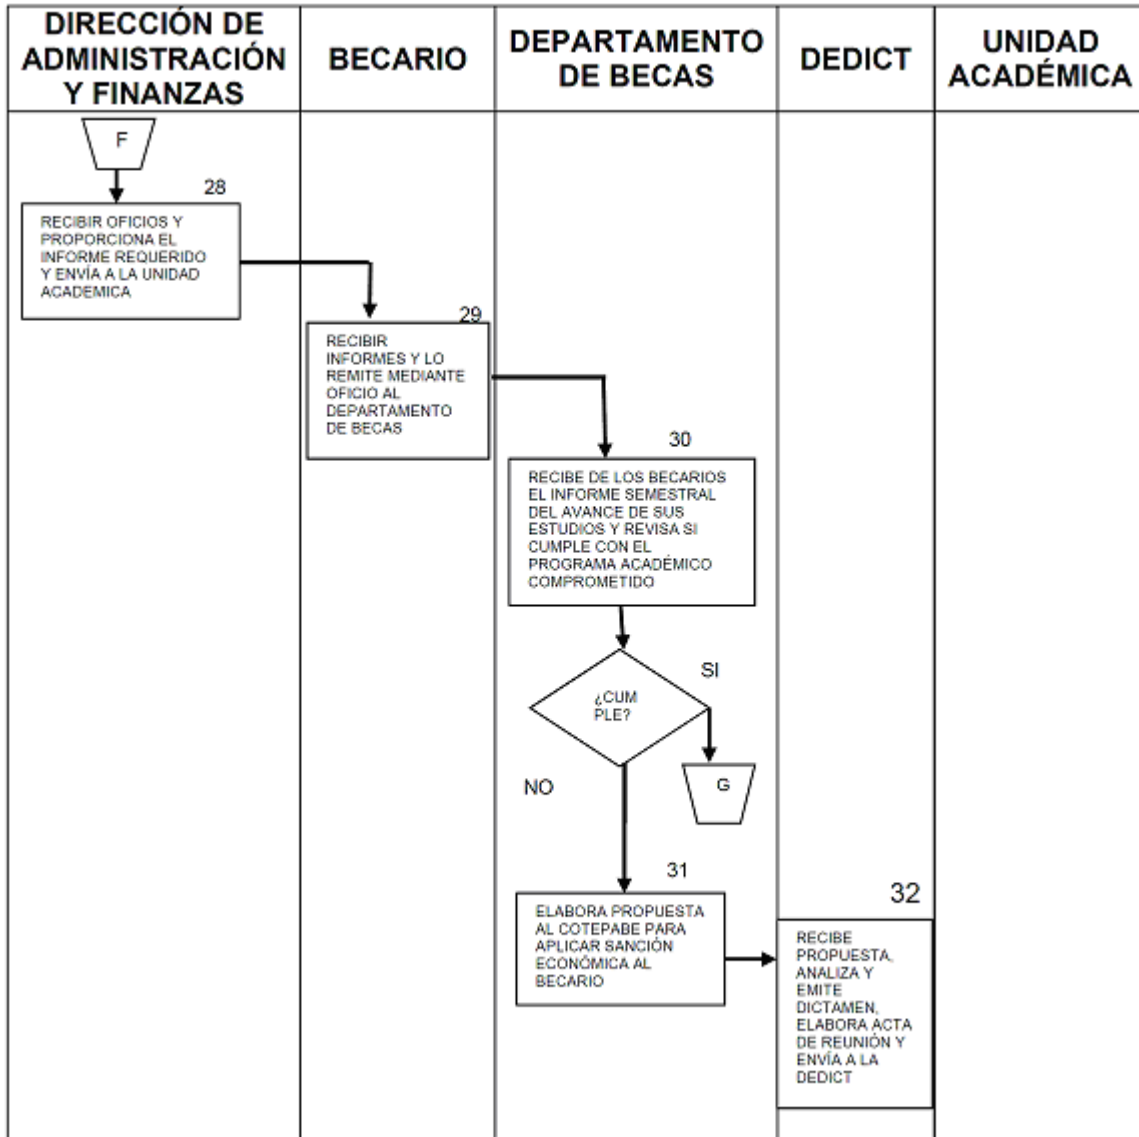 DIRECCIÓN DE
ADMINISTRACIÓN
Y FINANZAS
BECARIO
DEPARTAMENTO
DE BECAS
DEDICT
UNIDAD
ACADÉMICA
F
28
RECIBIR OFICIOS Y
PROPORCIONA EL
INFORME REQUERIDO
Y ENVÍA A LA UNIDAD
ACADEMICA
29
RECIBIR
INFORMES Y LO
REMITE MEDIANTE
OFICIO AL
DEPARTAMENTO
DE BECAS
30
RECIBE DE LOS BECARIOS
EL INFORME SEMESTRAL
DEL AVANCE DE SUS
ESTUDIOS Y REVISA SI
CUMPLE CON EL
PROGRAMA ACADÉMICO
COMPROMETIDO
¿CUM
PLE?
SI
G
NO
31
ELABORA PROPUESTA
AL COTEPABE PARA
APLICAR SANCIÓN
ECONÓMICA AL
BECARIO
32
RECIBE
PROPUESTA,
ANALIZA Y
EMITE
DICTAMEN,
ELABORA ACTA
DE REUNIÓN Y
ENVÍA A LA
DEDICT